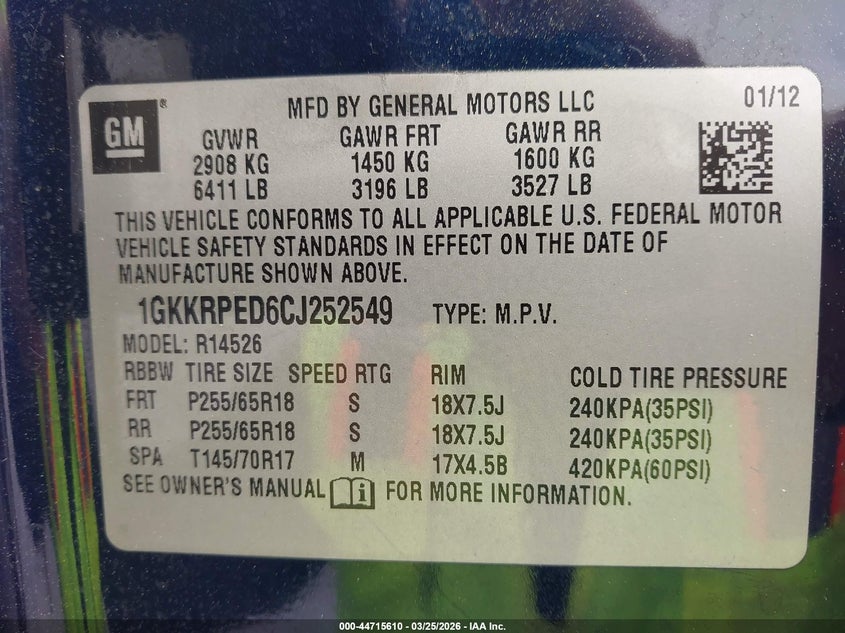 GM®
MFD BY GENERAL MOTORS LLC 01/12
GVWR GAWR FRT GAWR RR
2908 KG 1450 KG 1600 KG
6411 LB 3196 LB 3527 LB
THIS VEHICLE CONFORMS TO ALL APPLICABLE U.S. FEDERAL MOTOR
VEHICLE SAFETY STANDARDS IN EFFECT ON THE DATE OF
MANUFACTURE SHOWN ABOVE.
1GKKRPED6CJ252549 TYPE: M.P.V.
MODEL: R14526
RBBW TIRE SIZE SPEED RTG RIM COLD TIRE PRESSURE
FRT P255/65R18 S 18X7.5J 240KPA(35PSI)
RR P255/65R18 S 18X7.5J 240KPA(35PSI)
SPA T145/70R17 M 17X4.5B 420KPA(60PSI)
SEE OWNER'S MANUAL i FOR MORE INFORMATION.
000-44715610 - 03/25/2026 - IAA Inc.